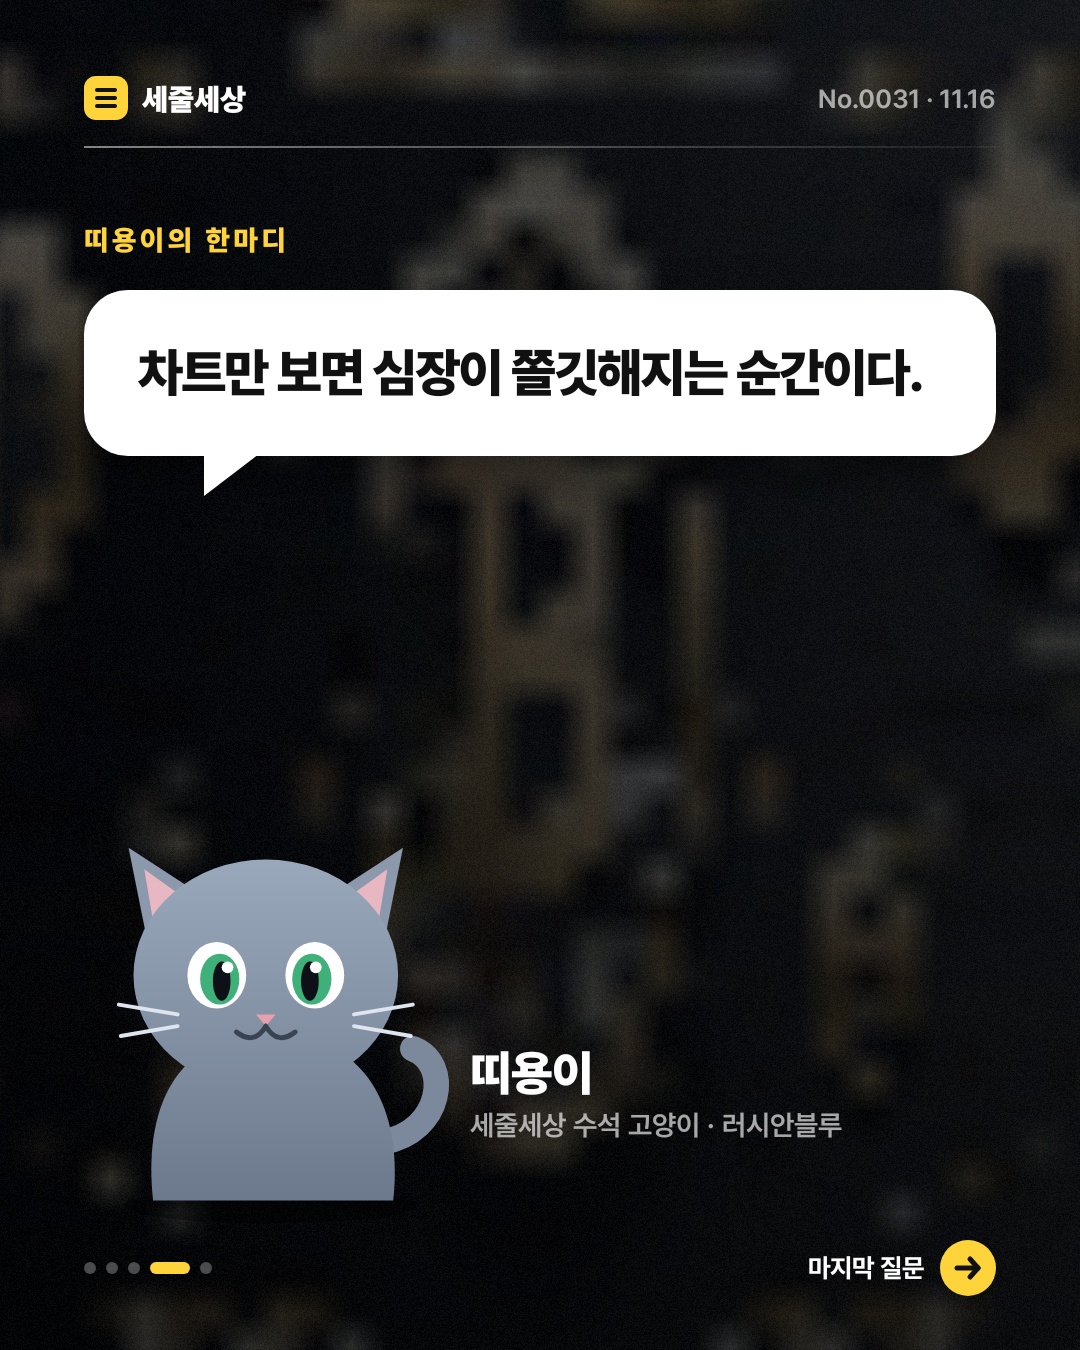 세줄세상
No.0031 · 11.16
띠용이의 한마디
차트만 보면 심장이 쫄깃해지는 순간이다.
띠용이
세줄세상 수석 고양이 · 러시안블루
마지막 질문